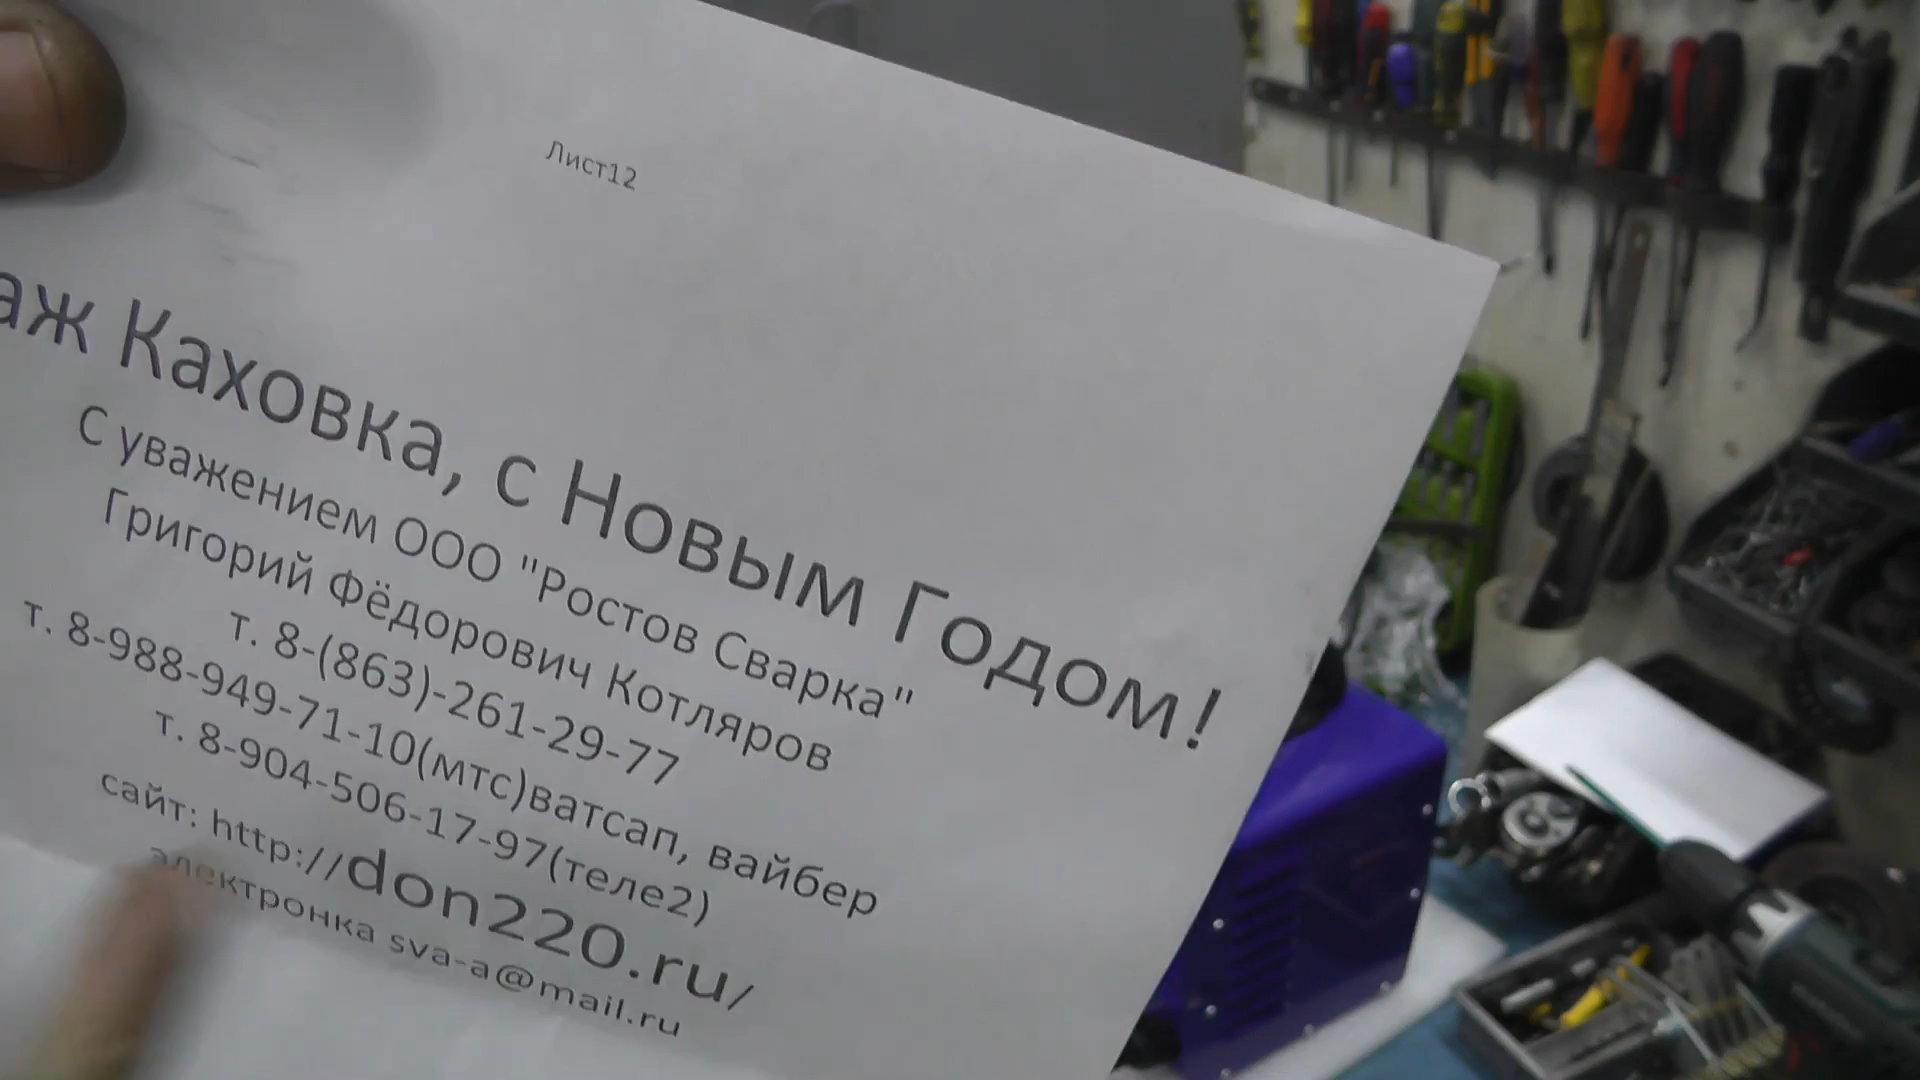 Лист12
аж Каховка, с Новым Годом!
С уважением ООО "Ростов Сварка"
Григорий Фёдорович Котляров
т. 8-(863)-261-29-77
т. 8-988-949-71-10(мтс)ватсап, вайбер
т. 8-904-506-17-97(теле2)
сайт: http://don220.ru/
электронка sva-a@mail.ru